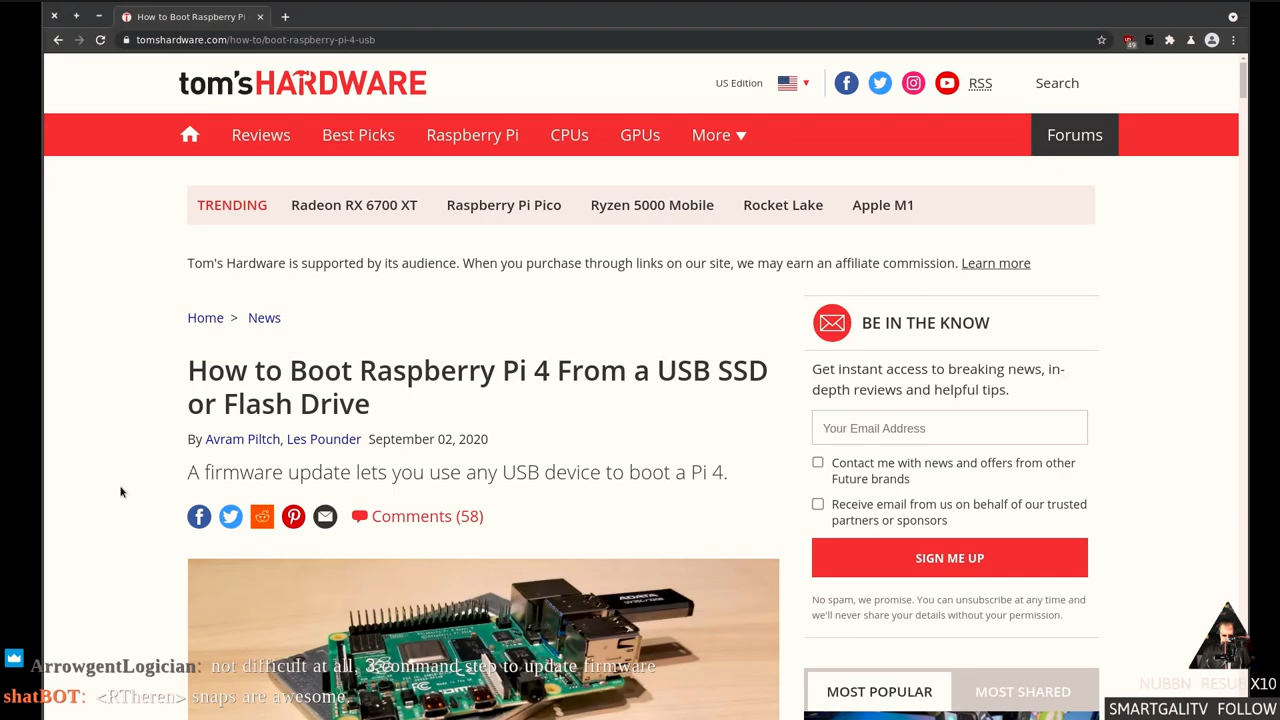 How to Boot Raspberry Pi
tomshardware.com/how-to/boot-raspberry-pi-4-usb
49
tom'sHARDWARE
US Edition
RSS
Search
Reviews
Best Picks
Raspberry Pi
CPUs
GPUs
More
Forums
TRENDING
Radeon RX 6700 XT
Raspberry Pi Pico
Ryzen 5000 Mobile
Rocket Lake
Apple M1
Tom's Hardware is supported by its audience. When you purchase through links on our site, we may earn an affiliate commission. Learn more
Home > News
How to Boot Raspberry Pi 4 From a USB SSD
or Flash Drive
By Avram Piltch, Les Pounder September 02, 2020
A firmware update lets you use any USB device to boot a Pi 4.
Comments (58)
BE IN THE KNOW
Get instant access to breaking news, in-
depth reviews and helpful tips.
Your Email Address
Contact me with news and offers from other
Future brands
Receive email from us on behalf of our trusted
partners or sponsors
SIGN ME UP
No spam, we promise. You can unsubscribe at any time and
we'll never share your details without your permission.
MOST POPULAR
MOST SHARED
ADATA
ArrowgentLogician: not difficult at all, 3 command step to update firmware
shatBOT: <RTheren> snaps are awesome.
NUBBN RESUB X10
SMARTGALITV FOLLOW